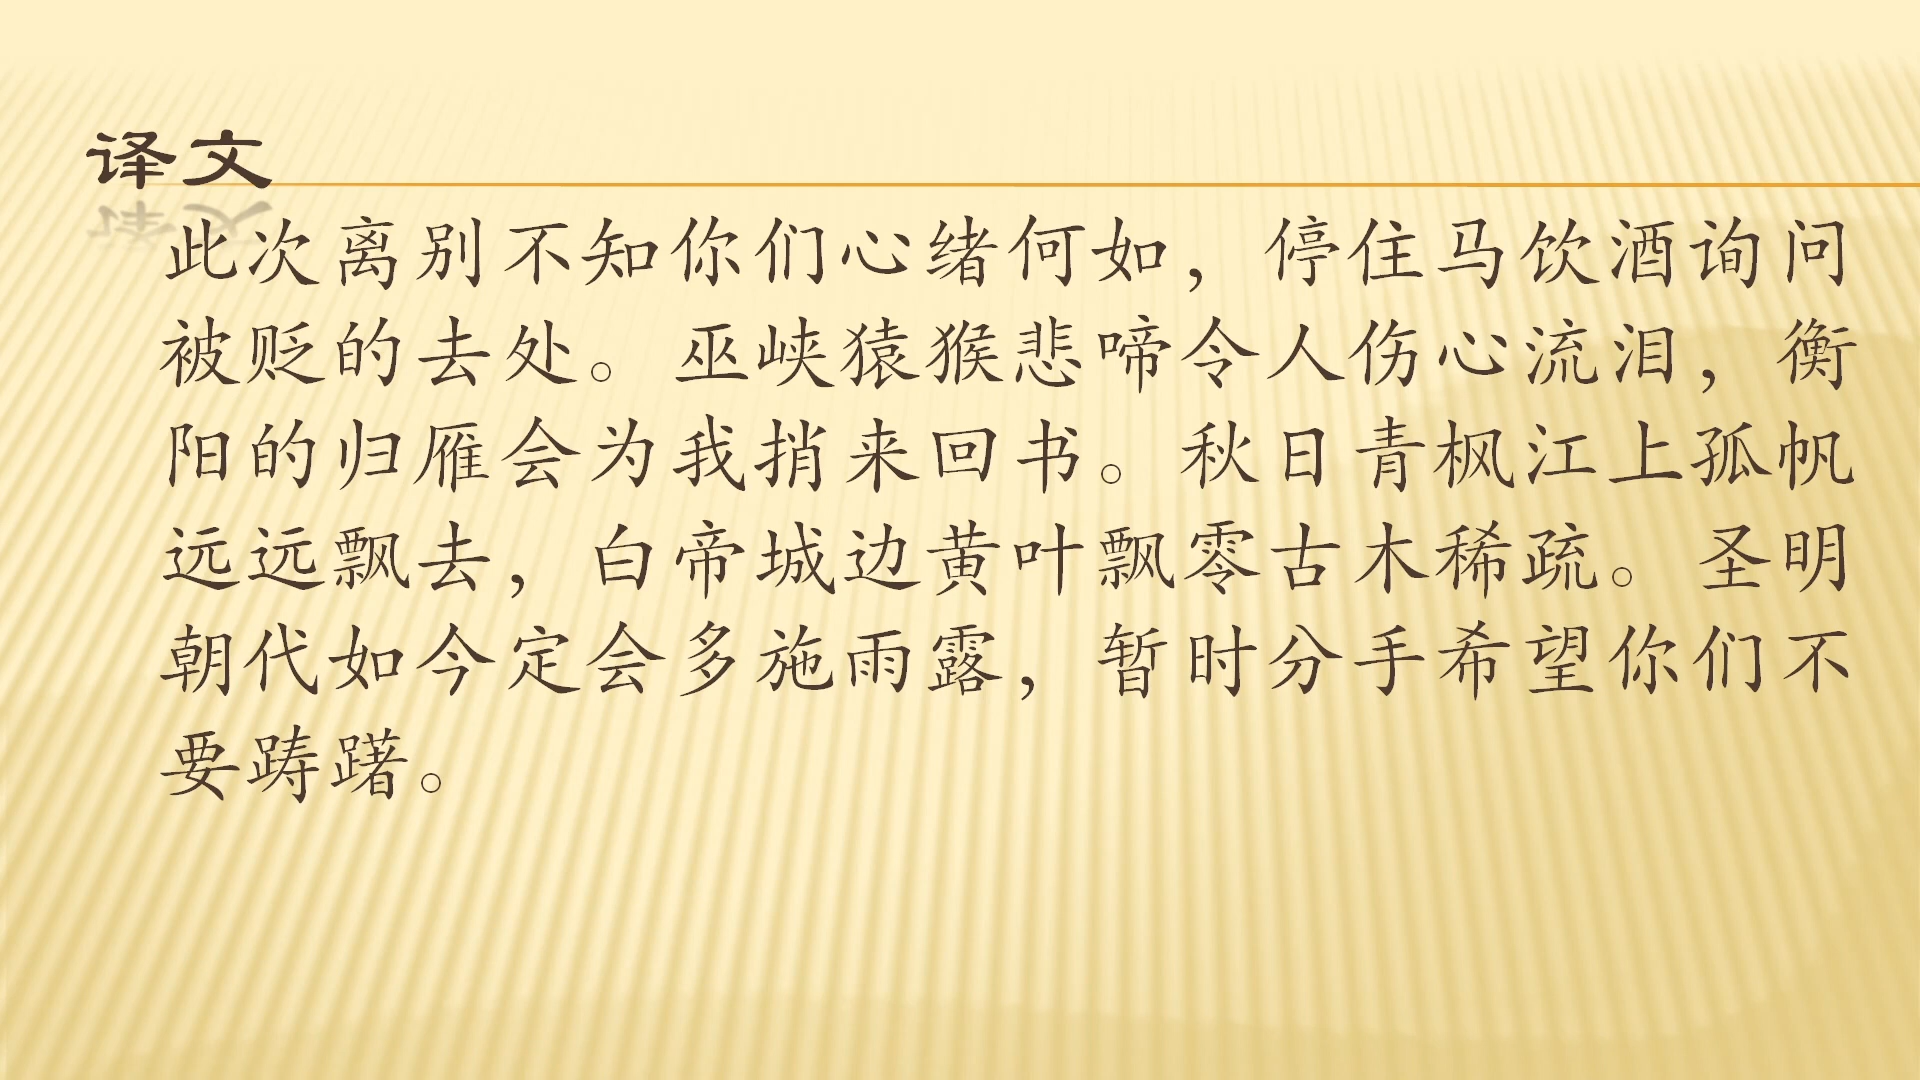 译文
此次离别不知你们心绪何如，停住马饮酒询问
被贬的去处。巫峡猿猴悲啼令人伤心流泪，衡
阳的归雁会为我捎来回书。秋日青枫江上孤帆
远远飘去，白帝城边黄叶飘零古木稀疏。圣明
朝代如今定会多施雨露，暂时分手希望你们不
要踌躇。